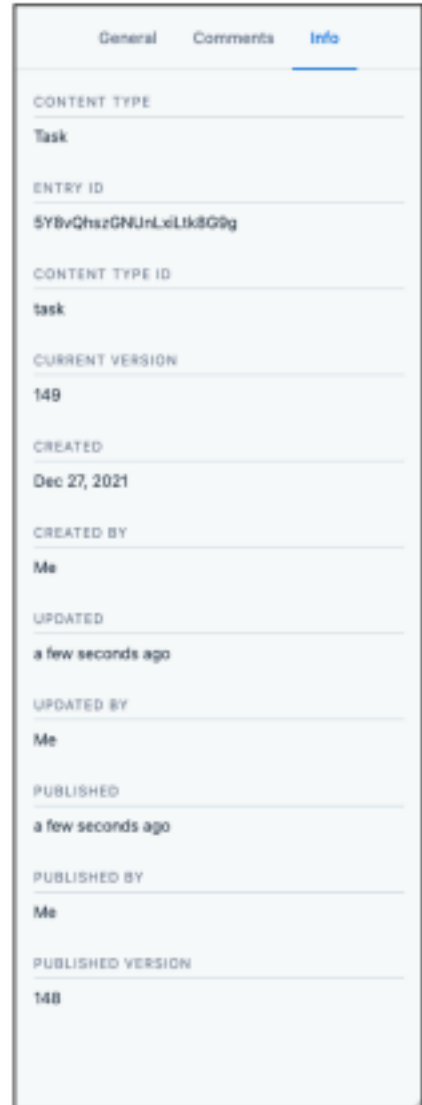 General Comments Info
CONTENT TYPE
Task
ENTRY ID
5Y8vQhszGNUnLxiLtk8G9g
CONTENT TYPE ID
task
CURRENT VERSION
149
CREATED
Dec 27, 2021
CREATED BY
Me
UPDATED
a few seconds ago
UPDATED BY
Me
PUBLISHED
a few seconds ago
PUBLISHED BY
Me
PUBLISHED VERSION
148